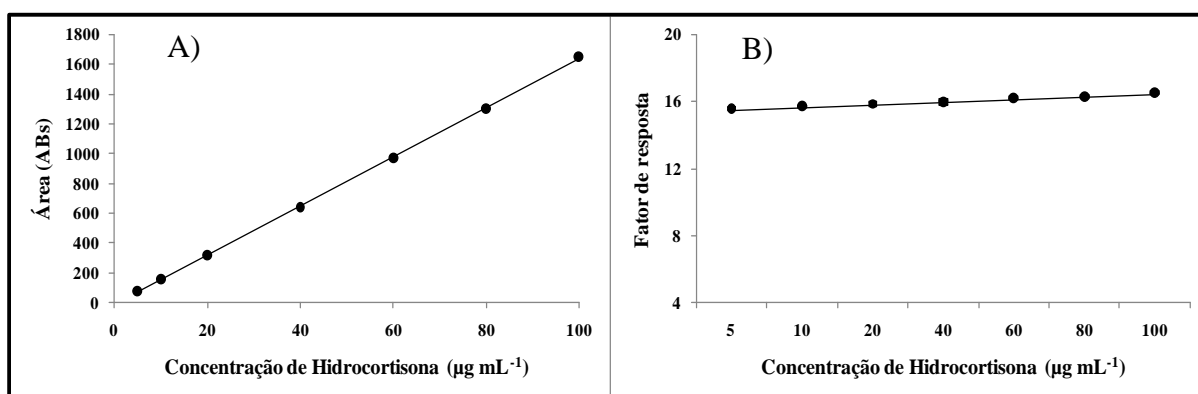 A)
Área (ABs)
1800
1600
1400
1200
1000
800
600
400
200
0
0 20 40 60 80 100
Concentração de Hidrocortisona (µg mL-1)
B)
Fator de resposta
20
16
12
8
4
5 10 20 40 60 80 100
Concentração de Hidrocortisona (µg mL-1)